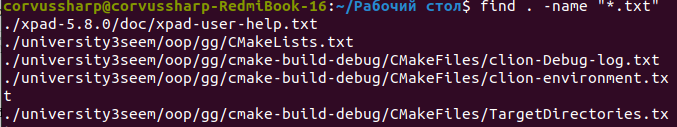 corvussharp@corvussharp-RedmiBook-16:~/Рабочий стол$ find . -name "*.txt"
./xpad-5.8.0/doc/xpad-user-help.txt
./university3seem/oop/gg/CMakeLists.txt
./university3seem/oop/gg/cmake-build-debug/CMakeFiles/clion-Debug-log.txt
./university3seem/oop/gg/cmake-build-debug/CMakeFiles/clion-environment.tx
t
./university3seem/oop/gg/cmake-build-debug/CMakeFiles/TargetDirectories.tx